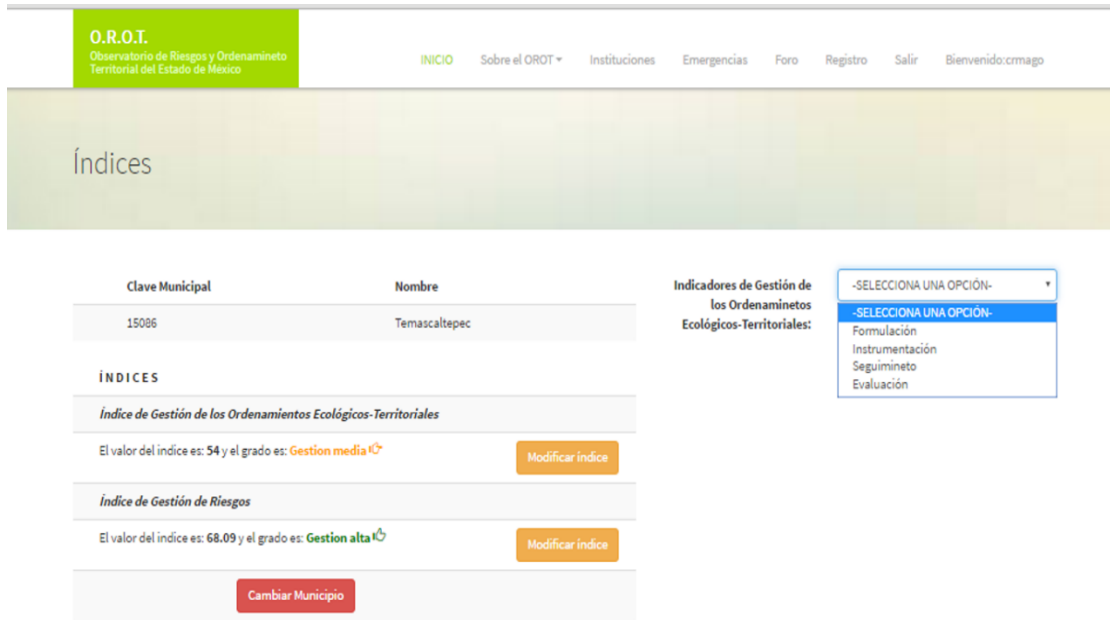 O.R.O.T.
Observatorio de Riesgos y Ordenamineto
Territorial del Estado de México
INICIO Sobre el OROT Instituciones Emergencias Foro Registro Salir Bienvenido:crmago
Índices
Clave Municipal Nombre
15086 Temascaltepec
ÍNDICES
Índice de Gestión de los Ordenamientos Ecológicos-Territoriales
El valor del indice es: 54 y el grado es: Gestion media
Modificar índice
Índice de Gestión de Riesgos
El valor del indice es: 68.09 y el grado es: Gestion alta
Modificar índice
Cambiar Municipio
Indicadores de Gestión de
los Ordenaminetos
Ecológicos-Territoriales:
-SELECCIONA UNA OPCIÓN-
-SELECCIONA UNA OPCIÓN-
Formulación
Instrumentación
Seguimineto
Evaluación